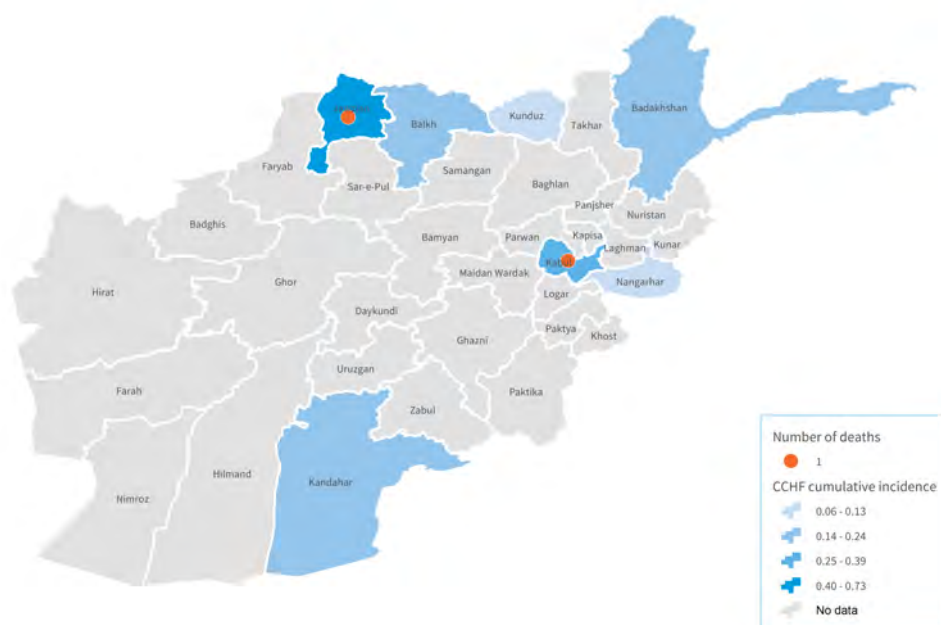 Badakhshan
Balkh
Kunduz
Takhar
Faryab
Sar-e-Pul
Samangan
Baghlan
Panjsher
Nuristan
Badghis
Bamyan
Parwan
Kapisa
Laghman
Kunar
Kabul
Hirat
Ghor
Maidan Wardak
Nangarhar
Logar
Daykundi
Ghazni
Paktya
Khost
Uruzgan
Farah
Zabul
Paktika
Hilmand
Kandahar
Nimroz
Number of deaths
1
CCHF cumulative incidence
0.06 - 0.13
0.14 - 0.24
0.25 - 0.39
0.40 - 0.73
No data